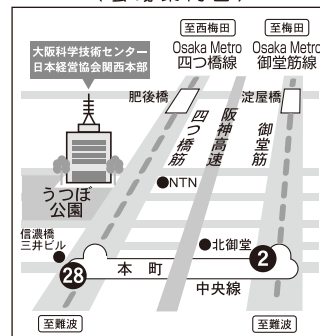 至西梅田
至梅田
Osaka Metro
四つ橋線
Osaka Metro
御堂筋線
大阪科学技術センター
日本経営協会関西本部
肥後橋
淀屋橋
四つ橋筋
阪神高速
御堂筋
NTN
うつぼ
公園
信濃橋
三井ビル
北御堂
28
本町
2
中央線
至難波
至難波